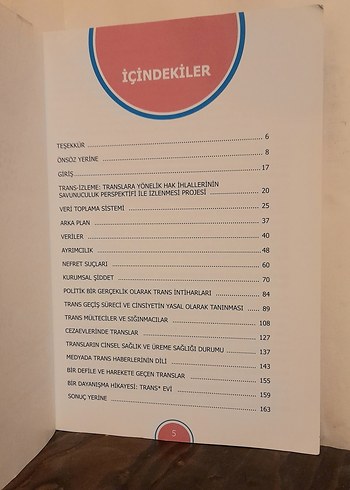 İÇİNDEKİLER
TEŞEKKÜR 6
ÖNSÖZ YERİNE 8
GİRİŞ 17
TRANS-İZLEME: TRANSLARA YÖNELİK HAK İHLALLERİNİN
SAVUNUCULUK PERSPEKTİFİ İLE İZLENMESİ PROJESİ 20
VERİ TOPLAMA SİSTEMİ 25
ARKA PLAN 37
VERİLER 40
AYRIMCILIK 48
NEFRET SUÇLARI 60
KURUMSAL ŞİDDET 70
POLİTİK BİR GERÇEKLİK OLARAK TRANS İNTİHARLARI 84
TRANS GEÇİŞ SÜRECİ VE CİNSİYETİN YASAL OLARAK TANINMASI 89
TRANS MÜLTECİLER VE SIĞINMACILAR 108
CEZAEVLERİNDE TRANSLAR 127
TRANSLARIN CİNSEL SAĞLIK VE ÜREME SAĞLIĞI DURUMU 137
MEDYADA TRANS HABERLERİNİN DİLİ 143
BİR DEFİLE VE HAREKETE GEÇEN TRANSLAR 155
BİR DAYANIŞMA HİKAYESİ: TRANS* EVİ 159
SONUÇ YERİNE 163
5